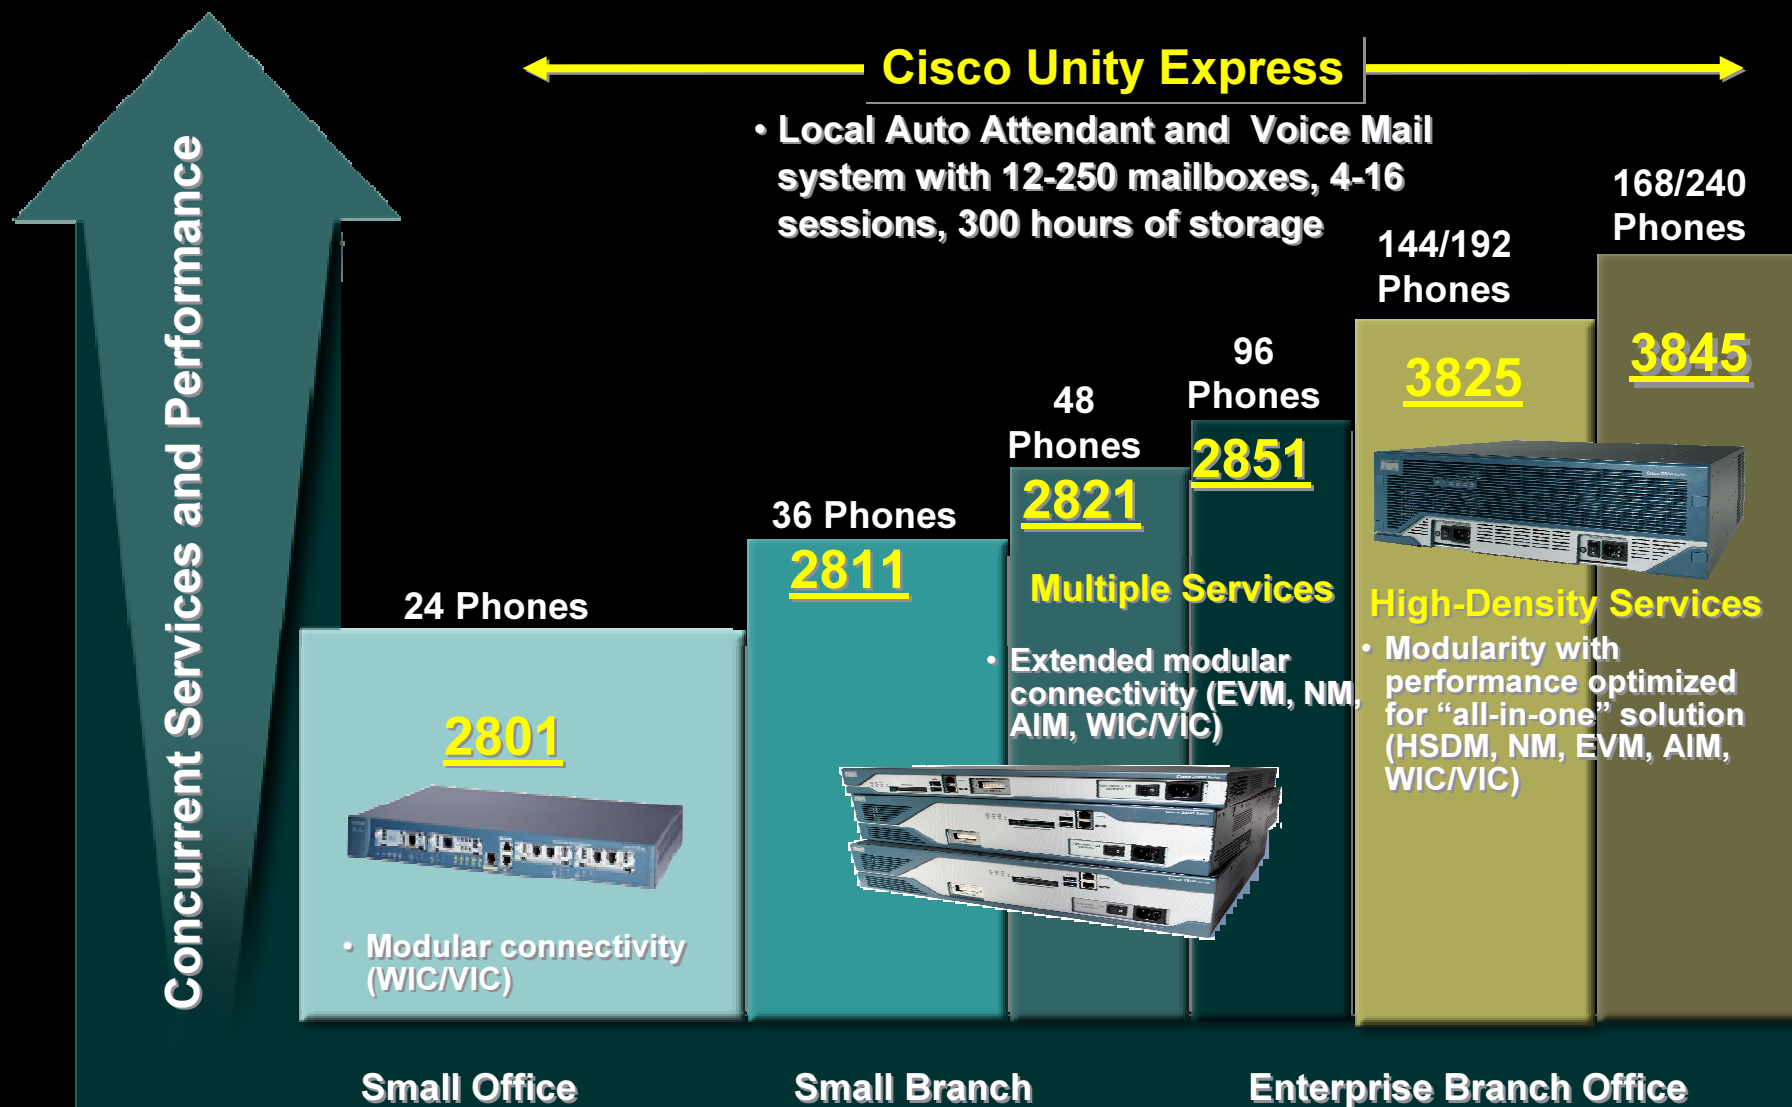 Cisco Unity Express
• Local Auto Attendant and Voice Mail
system with 12-250 mailboxes, 4-16
sessions, 300 hours of storage
Concurrent Services and Performance
24 Phones
2801
• Modular connectivity
(WIC/VIC)
36 Phones
2811
48
Phones
2821
96
Phones
2851
Multiple Services
• Extended modular
connectivity (EVM, NM,
AIM, WIC/VIC)
144/192
Phones
3825
168/240
Phones
3845
High-Density Services
• Modularity with
performance optimized
for “all-in-one” solution
(HSDM, NM, EVM, AIM,
WIC/VIC)
Small Office
Small Branch
Enterprise Branch Office